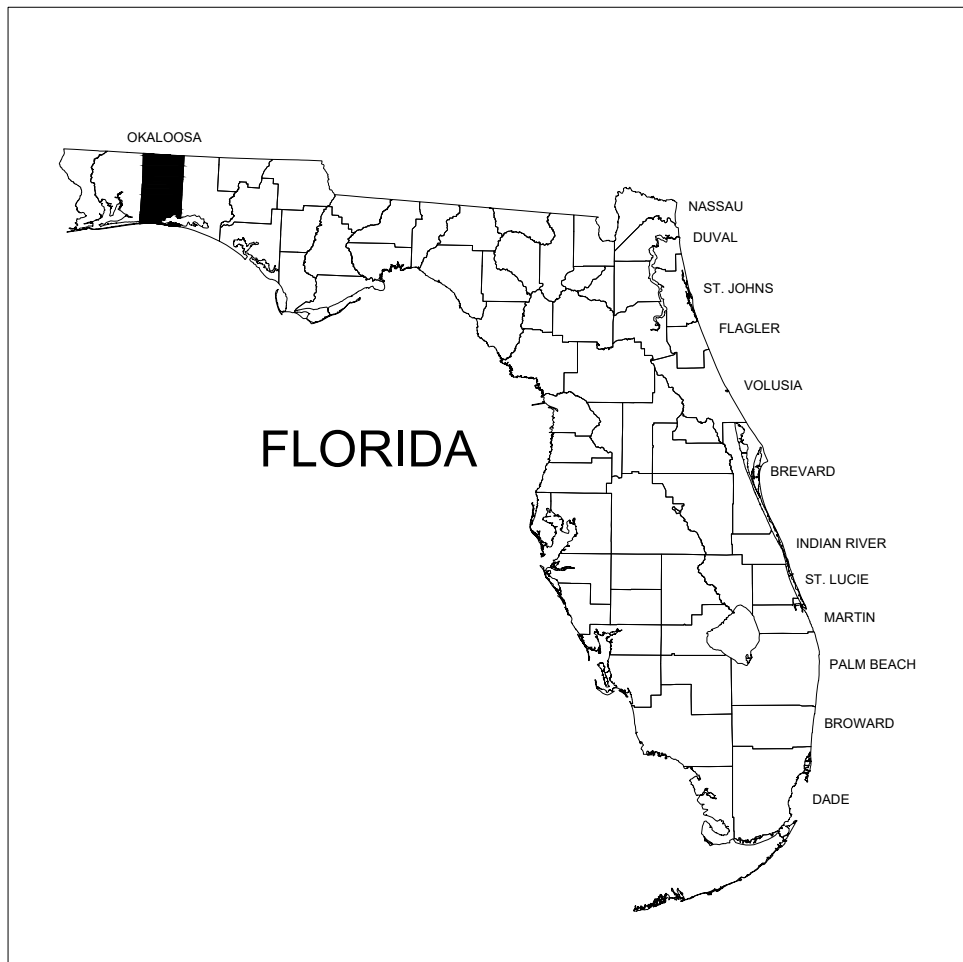 OKALOOSA
NASSAU
DUVAL
ST. JOHNS
FLAGLER
VOLUSIA
FLORIDA
BREVARD
INDIAN RIVER
ST. LUCIE
MARTIN
PALM BEACH
BROWARD
DADE